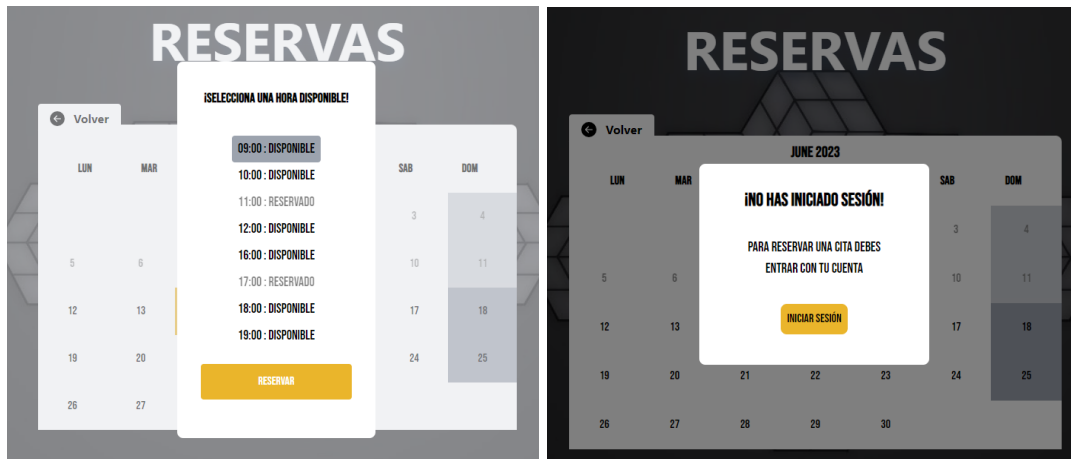 RESERVAS
¡SELECCIONA UNA HORA DISPONIBLE!
Volver
09:00 : DISPONIBLE
LUN MAR SAB DOM
10:00 : DISPONIBLE
11:00 : RESERVADO
3 4
12:00 : DISPONIBLE
16:00 : DISPONIBLE
5 6 10 11
17:00 : RESERVADO
18:00 : DISPONIBLE
12 13 17 18
19:00 : DISPONIBLE
19 20 24 25
RESERVAR
26 27
RESERVAS
Volver
JUNE 2023
LUN MAR SAB DOM
¡NO HAS INICIADO SESIÓN!
3 4
PARA RESERVAR UNA CITA DEBES
ENTRAR CON TU CUENTA
5 6 10 11
INICIAR SESIÓN
12 13 17 18
19 20 21 22 23 24 25
26 27 28 29 30